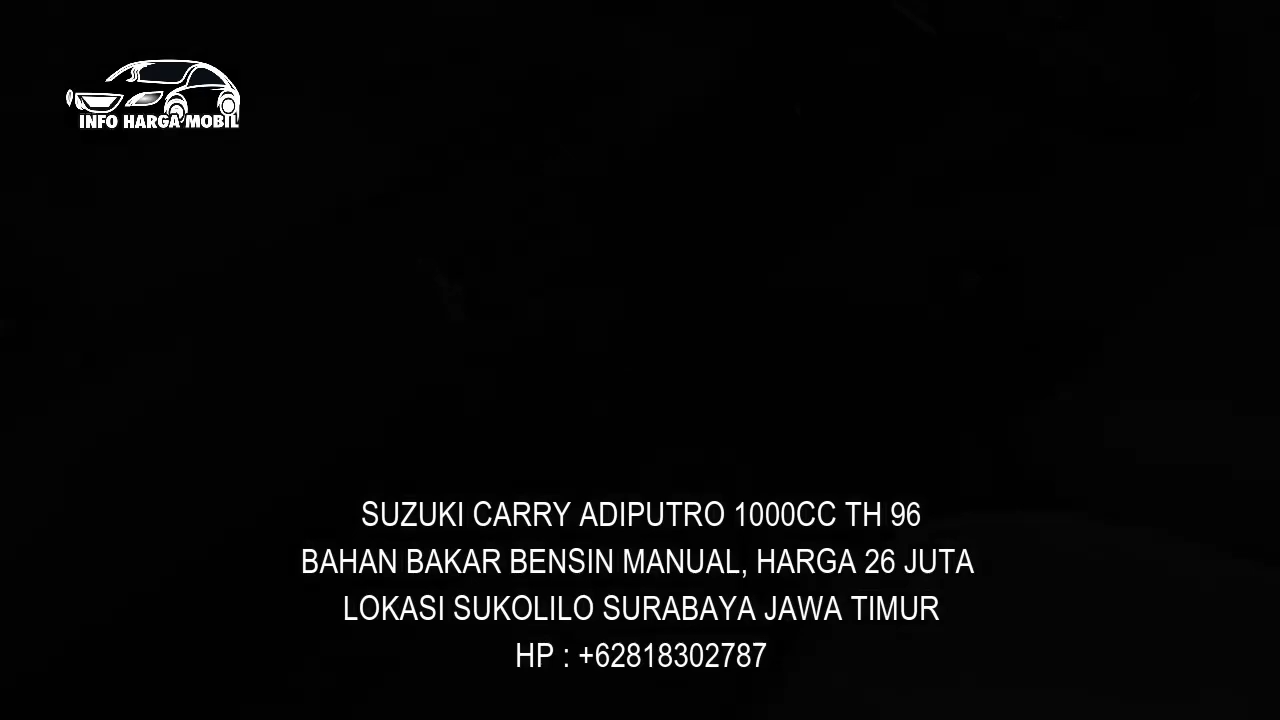 INFO HARGA MOBIL
SUZUKI CARRY ADIPUTRO 1000CC TH 96
BAHAN BAKAR BENSIN MANUAL, HARGA 26 JUTA
LOKASI SUKOLILO SURABAYA JAWA TIMUR
HP : +62818302787